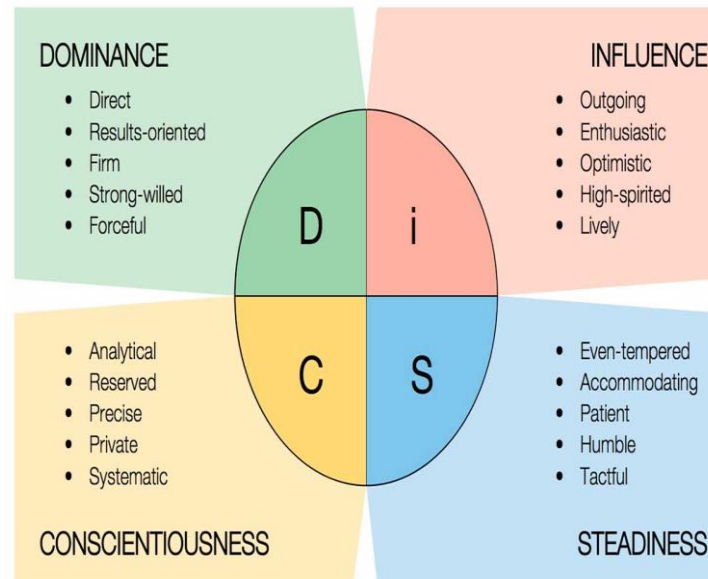 DOMINANCE
• Direct
• Results-oriented
• Firm
• Strong-willed
• Forceful
INFLUENCE
• Outgoing
• Enthusiastic
• Optimistic
• High-spirited
• Lively
D
i
C
S
• Analytical
• Reserved
• Precise
• Private
• Systematic
CONSCIENTIOUSNESS
• Even-tempered
• Accommodating
• Patient
• Humble
• Tactful
STEADINESS